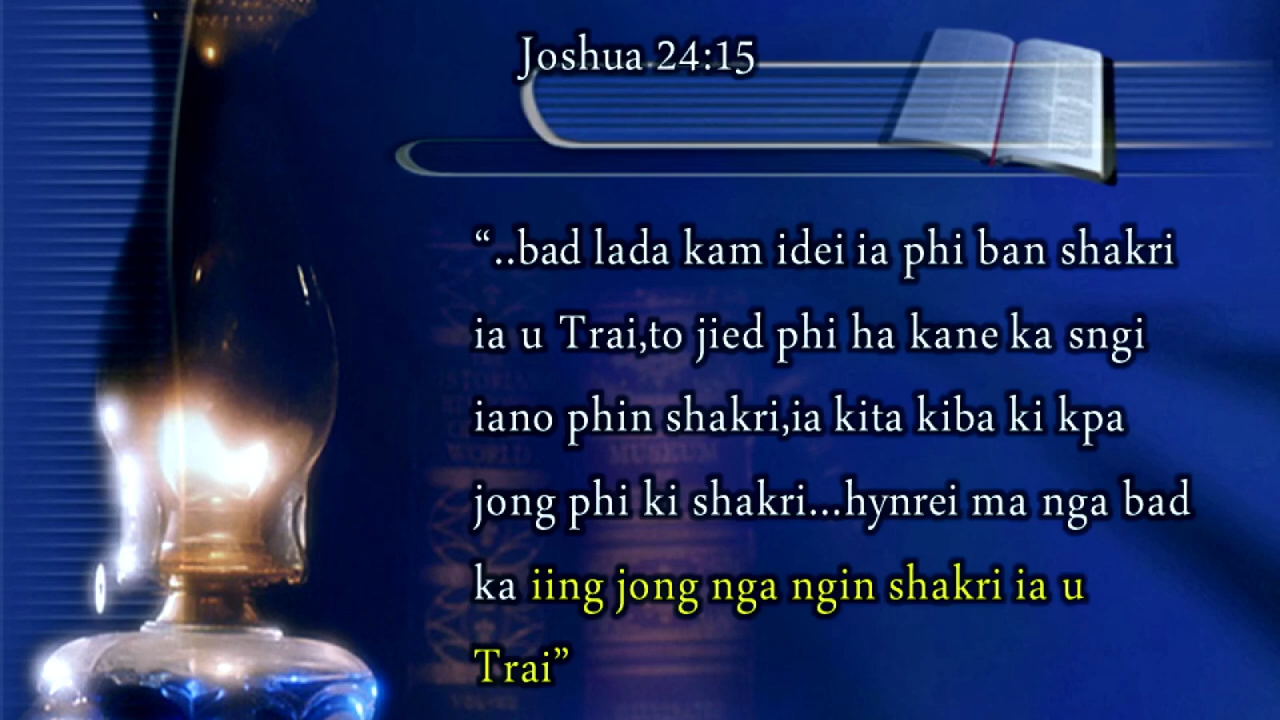 Joshua 24:15
“..bad lada kam idei ia phi ban shakri
ia u Trai,to jied phi ha kane ka sngi
iano phin shakri,ia kita kiba ki kpa
jong phi ki shakri...hynrei ma nga bad
ka iing jong nga ngin shakri ia u
Trai”
WORLD
MUSEUM